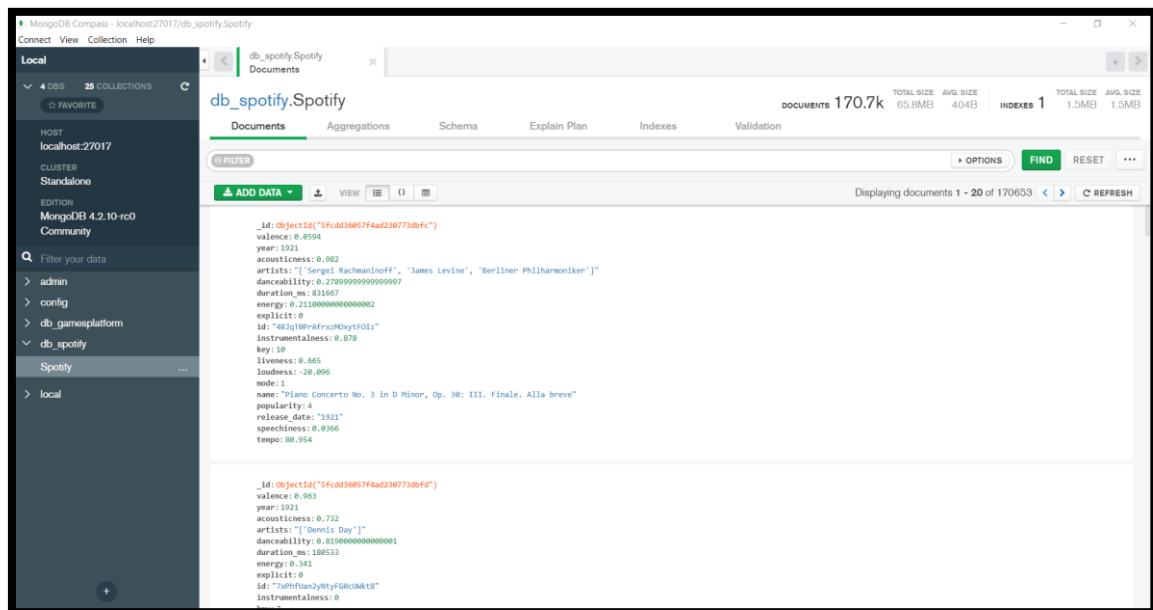 MongoDB Compass - localhost:27017/db_spotify.Spotify
Connect View Collection Help
Local
4 DBS 25 COLLECTIONS
FAVORITE
HOST
localhost:27017
CLUSTER
Standalone
EDITION
MongoDB 4.2.10-rc0
Community
Filter your data
admin
config
db_gamesplatform
db_spotify
Spotify
local
db_spotify.Spotify
Documents
db_spotify.Spotify
DOCUMENTS 170.7k TOTAL SIZE 65.8MB AVG. SIZE 404B INDEXES 1 TOTAL SIZE 1.5MB AVG. SIZE 1.5MB
Documents Aggregations Schema Explain Plan Indexes Validation
FILTER OPTIONS FIND RESET
ADD DATA VIEW Displaying documents 1 - 20 of 170653 REFRESH
_id: ObjectId("5fcdd36057f4ad230773dbfc")
valence: 0.0594
year: 1921
acousticness: 0.982
artists: "['Sergei Rachmaninoff', 'James Levine', 'Berliner Philharmoniker']"
danceability: 0.27899999999999997
duration_ms: 831667
energy: 0.21100000000000002
explicit: 0
id: "4BJqT0PrAfrxzMOxytFOIz"
instrumentalness: 0.878
key: 10
liveness: 0.665
loudness: -20.096
mode: 1
name: "Piano Concerto No. 3 in D Minor, Op. 30: III. Finale. Alla breve"
popularity: 4
release_date: "1921"
speechiness: 0.0366
tempo: 80.954
_id: ObjectId("5fcdd36057f4ad230773dbfd")
valence: 0.963
year: 1921
acousticness: 0.732
artists: "['Dennis Day']"
danceability: 0.8190000000000001
duration_ms: 180533
energy: 0.341
explicit: 0
id: "7xPhfUan2yNtyFG0cUWkt8"
instrumentalness: 0